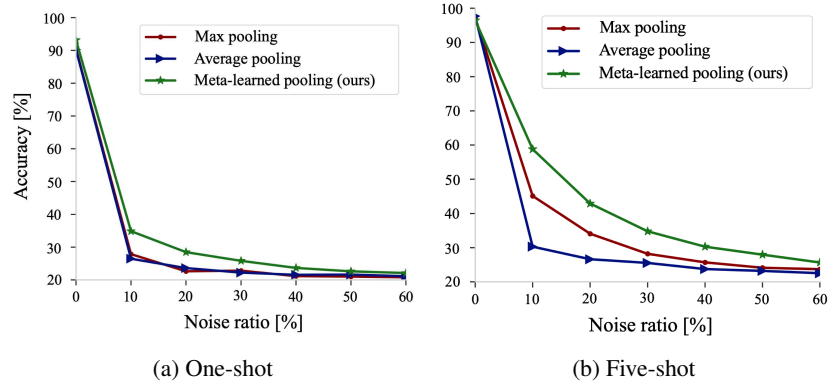 100
90
80
70
60
50
40
30
20
Accuracy [%]
0 10 20 30 40 50 60
Noise ratio [%]
Max pooling
Average pooling
Meta-learned pooling (ours)
(a) One-shot
100
90
80
70
60
50
40
30
20
0 10 20 30 40 50 60
Noise ratio [%]
Max pooling
Average pooling
Meta-learned pooling (ours)
(b) Five-shot